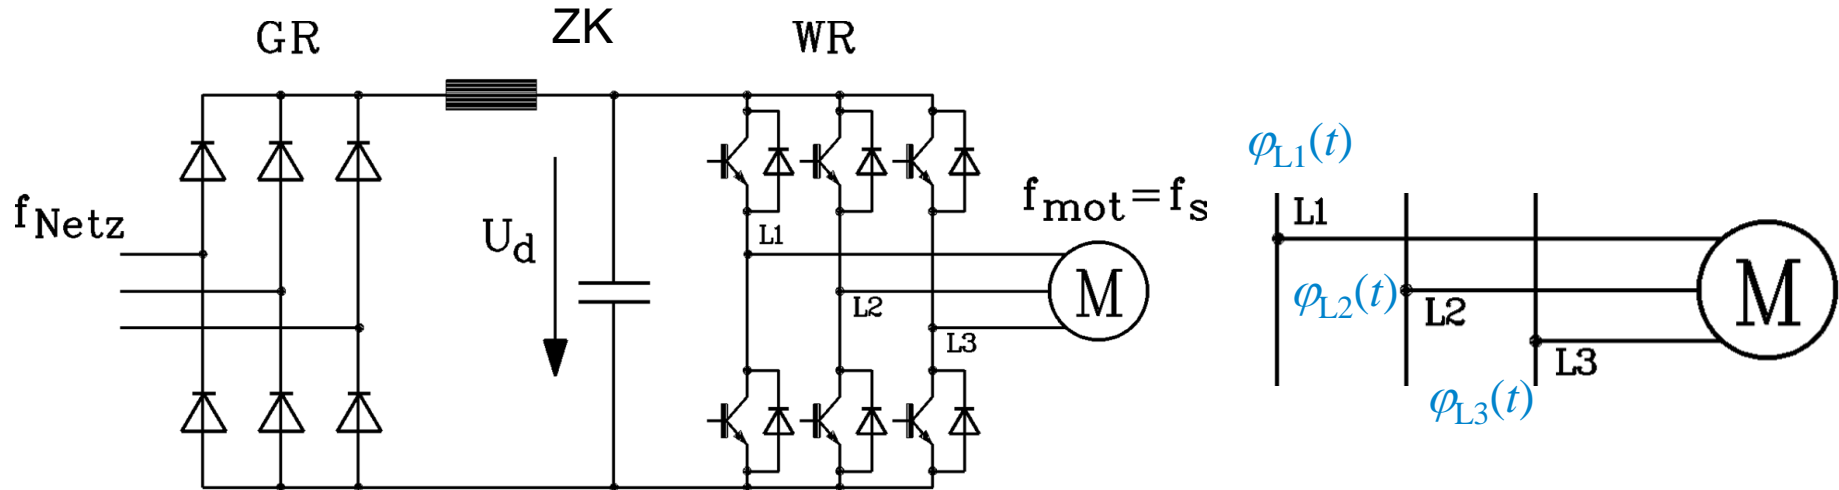 GR
ZK
WR
f_Netz
U_d
L1
L2
L3
f_mot=f_s
M
φ_L1(t)
L1
φ_L2(t)
L2
φ_L3(t)
L3
M